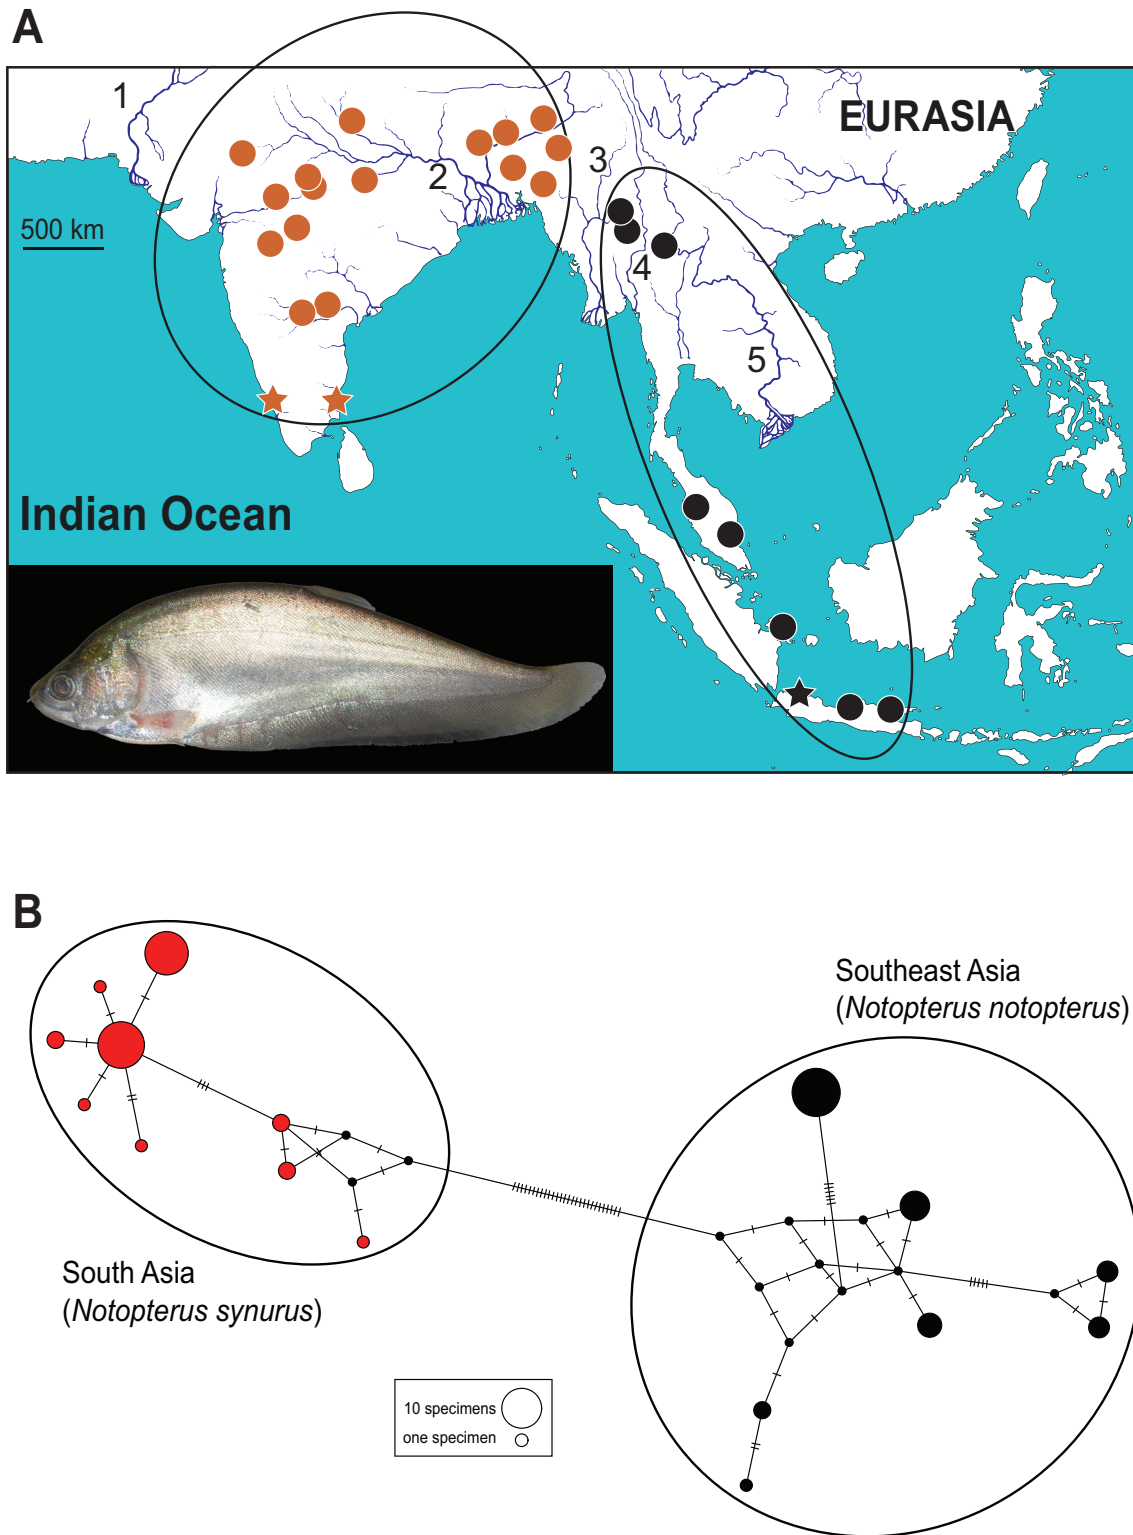 A
1
2
3
EURASIA
500 km
4
5
Indian Ocean
B
Southeast Asia
(Notopterus notopterus)
South Asia
(Notopterus synurus)
10 specimens
one specimen